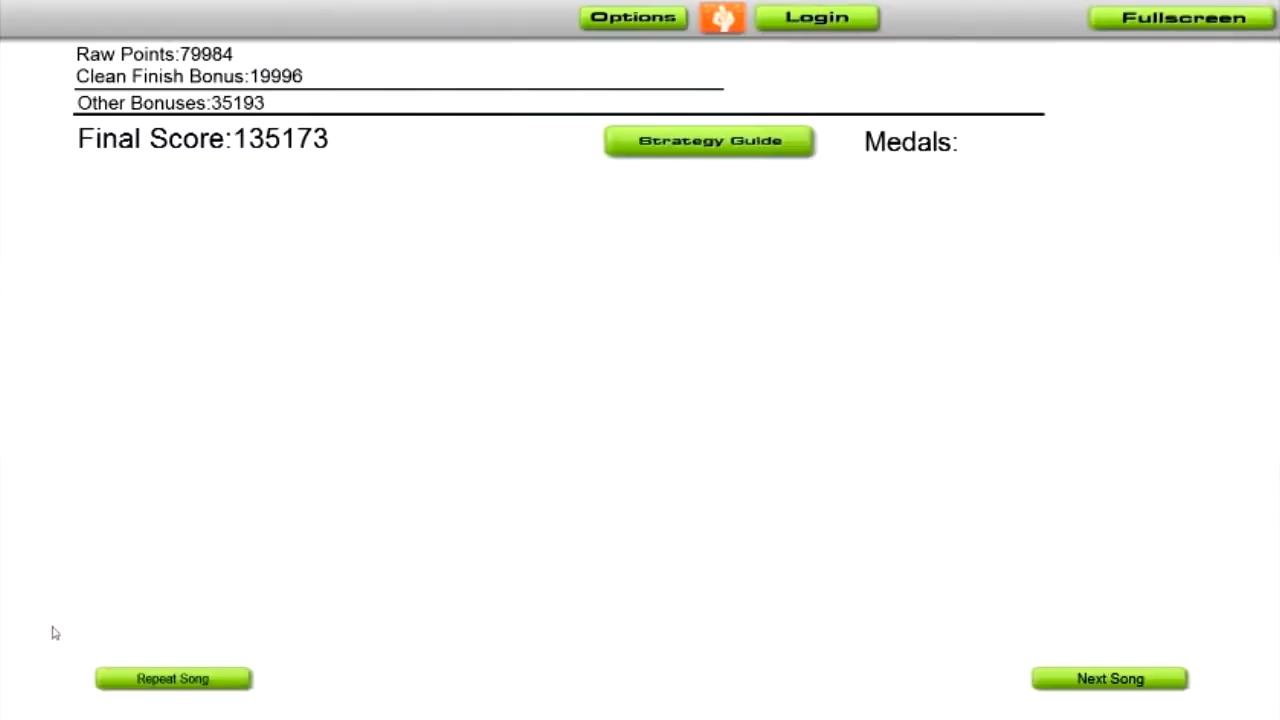 Options Login Fullscreen
Raw Points:79984
Clean Finish Bonus:19996
Other Bonuses:35193
Final Score:135173 Strategy Guide Medals:
Repeat Song Next Song